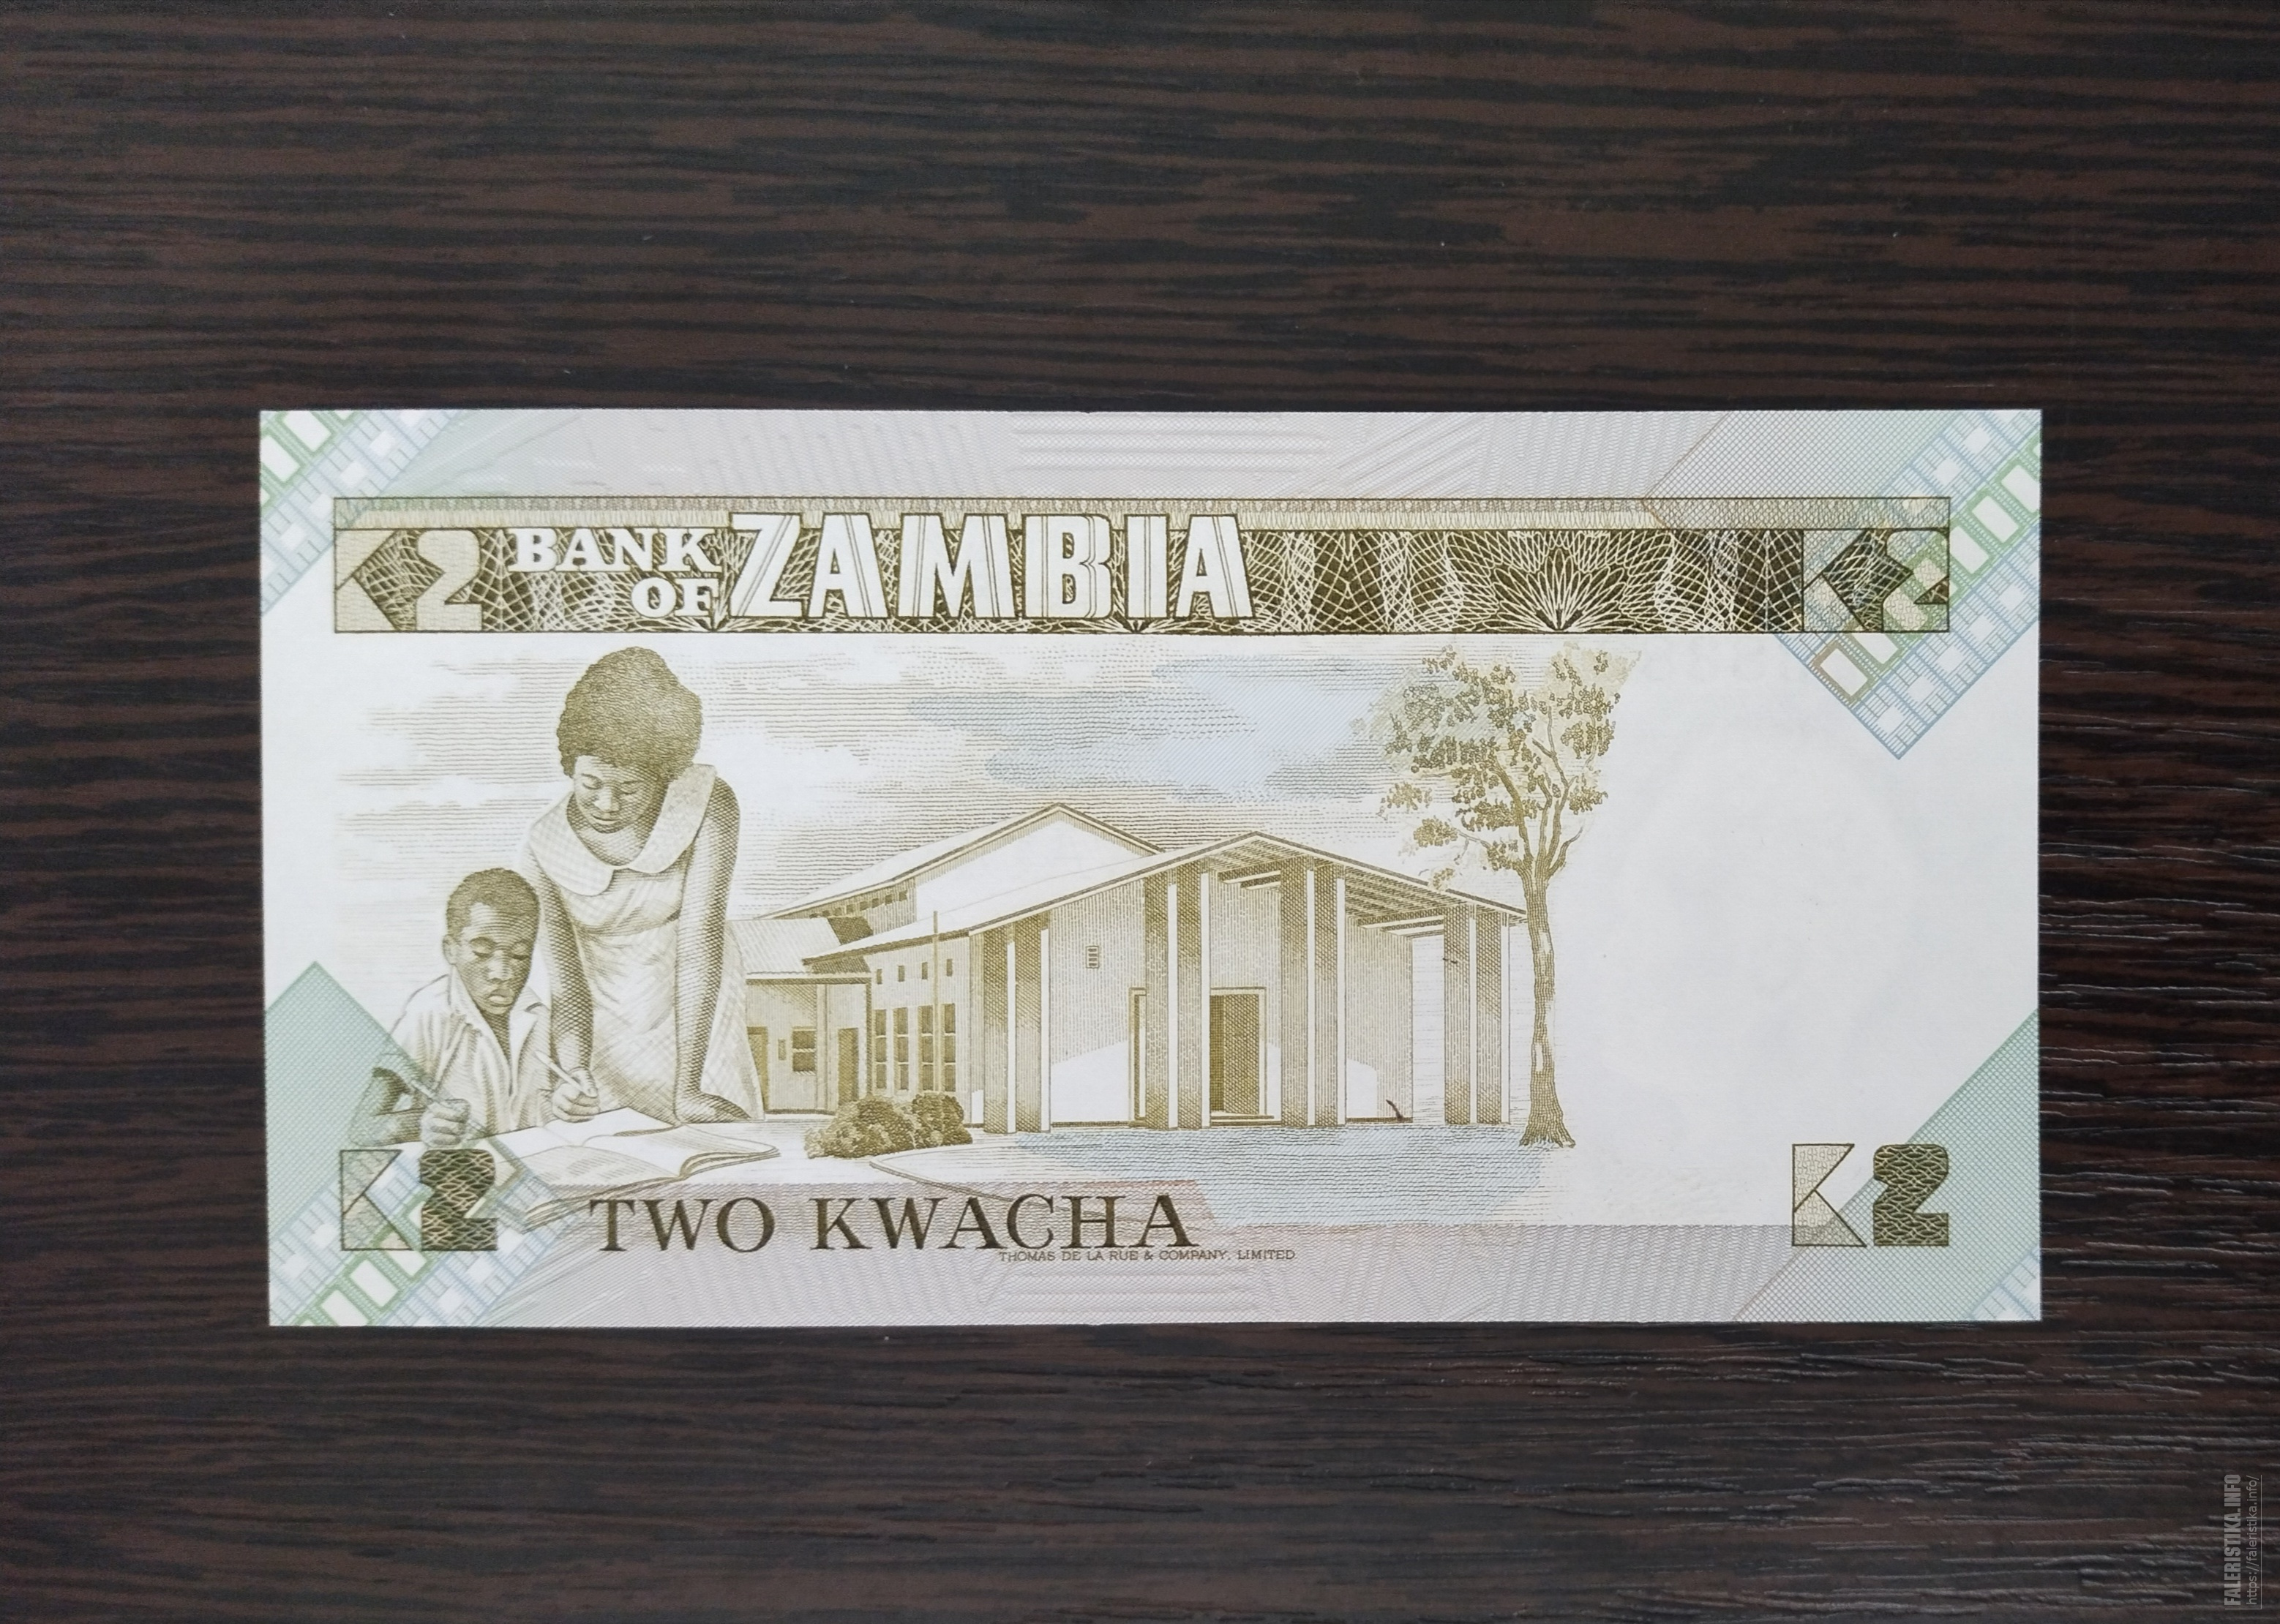 K2 BANK OF ZAMBIA K2
K2 TWO KWACHA K2
THOMAS DE LA RUE & COMPANY, LIMITED
FALERISTIKA.INFO
https://faleristika.info/